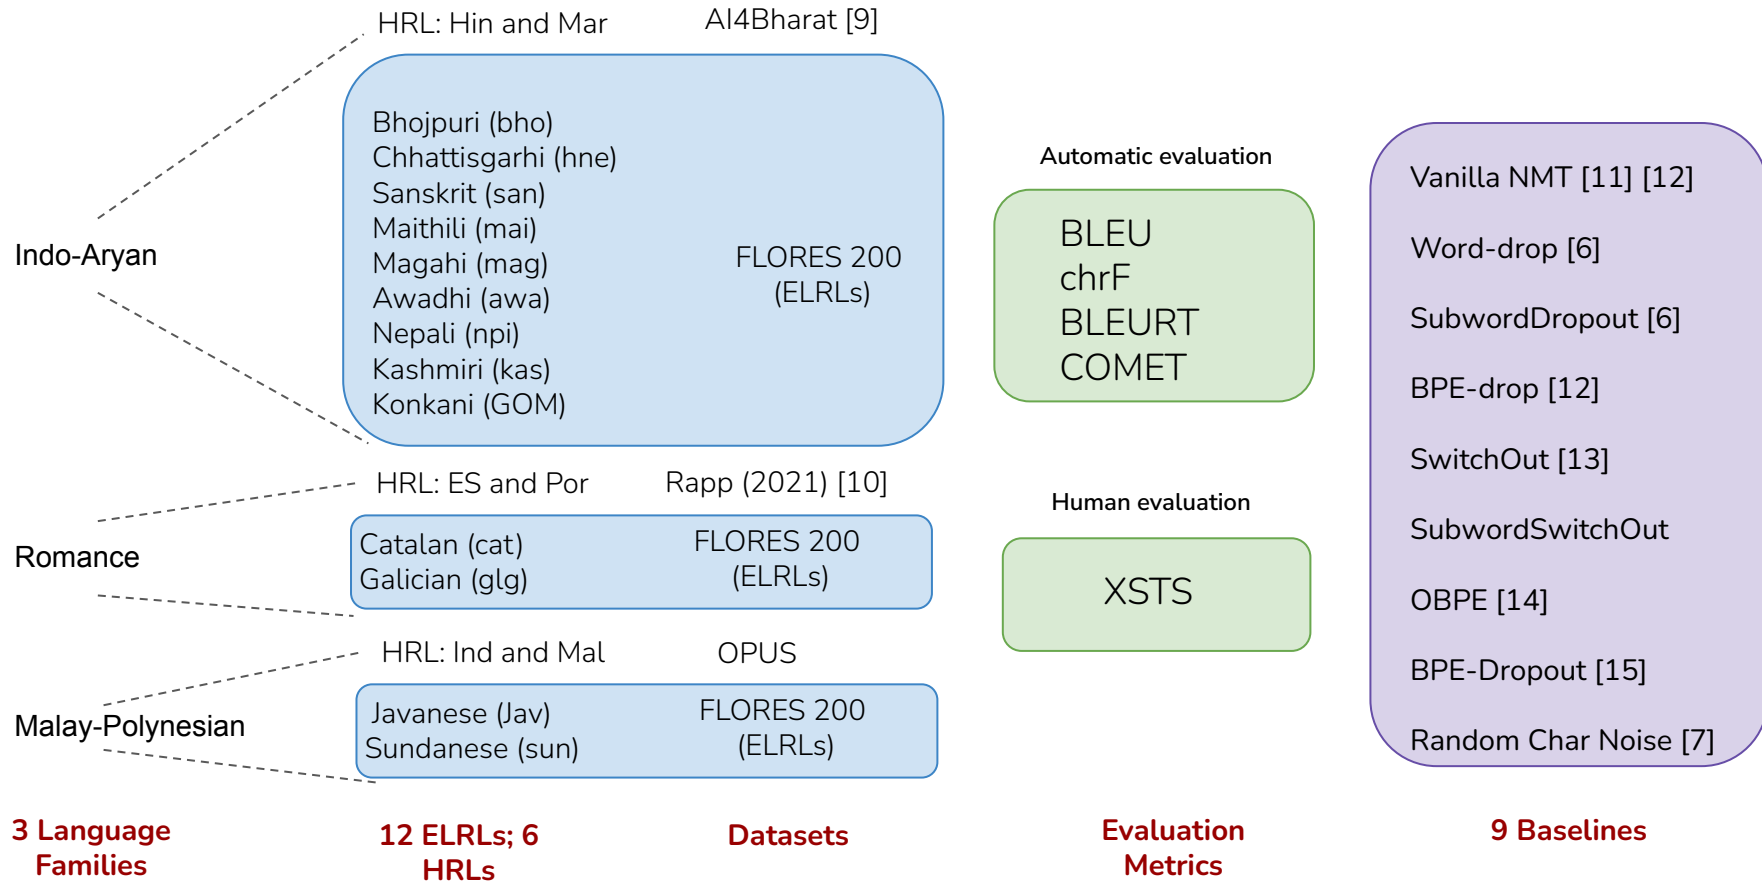 HRL: Hin and Mar
AI4Bharat [9]
Indo-Aryan
Bhojpuri (bho)
Chhattisgarhi (hne)
Sanskrit (san)
Maithili (mai)
Magahi (mag)
Awadhi (awa)
Nepali (npi)
Kashmiri (kas)
Konkani (GOM)
FLORES 200
(ELRLs)
HRL: ES and Por
Rapp (2021) [10]
Romance
Catalan (cat)
Galician (glg)
FLORES 200
(ELRLs)
HRL: Ind and Mal
OPUS
Malay-Polynesian
Javanese (Jav)
Sundanese (sun)
FLORES 200
(ELRLs)
Automatic evaluation
BLEU
chrF
BLEURT
COMET
Human evaluation
XSTS
Vanilla NMT [11] [12]
Word-drop [6]
SubwordDropout [6]
BPE-drop [12]
SwitchOut [13]
SubwordSwitchOut
OBPE [14]
BPE-Dropout [15]
Random Char Noise [7]
3 Language
Families
12 ELRLs; 6
HRLs
Datasets
Evaluation
Metrics
9 Baselines